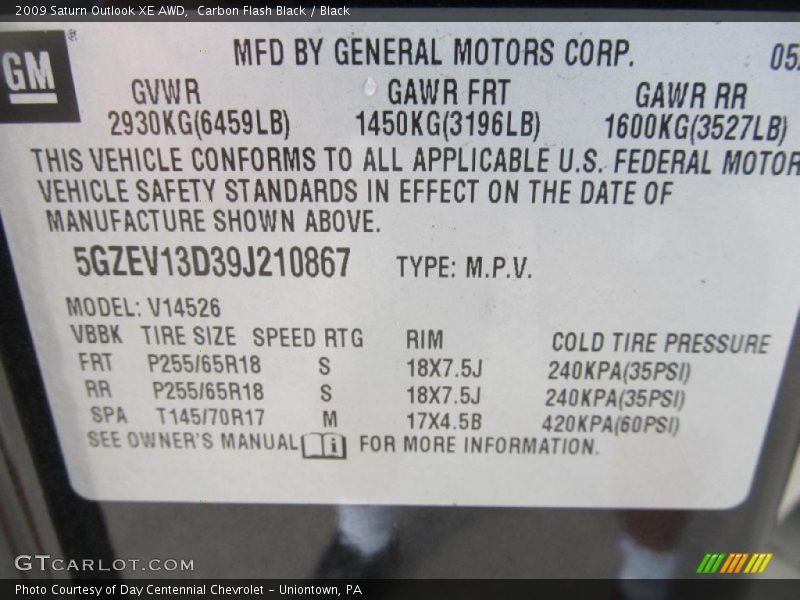 2009 Saturn Outlook XE AWD, Carbon Flash Black / Black
GM ®
MFD BY GENERAL MOTORS CORP. 05
GVWR GAWR FRT GAWR RR
2930KG(6459LB) 1450KG(3196LB) 1600KG(3527LB)
THIS VEHICLE CONFORMS TO ALL APPLICABLE U.S. FEDERAL MOTOR
VEHICLE SAFETY STANDARDS IN EFFECT ON THE DATE OF
MANUFACTURE SHOWN ABOVE.
5GZEV13D39J210867 TYPE: M.P.V.
MODEL: V14526
VBBK TIRE SIZE SPEED RTG RIM COLD TIRE PRESSURE
FRT P255/65R18 S 18X7.5J 240KPA(35PSI)
RR P255/65R18 S 18X7.5J 240KPA(35PSI)
SPA T145/70R17 M 17X4.5B 420KPA(60PSI)
SEE OWNER'S MANUAL i FOR MORE INFORMATION.
GTCARLOT.COM
Photo Courtesy of Day Centennial Chevrolet - Uniontown, PA